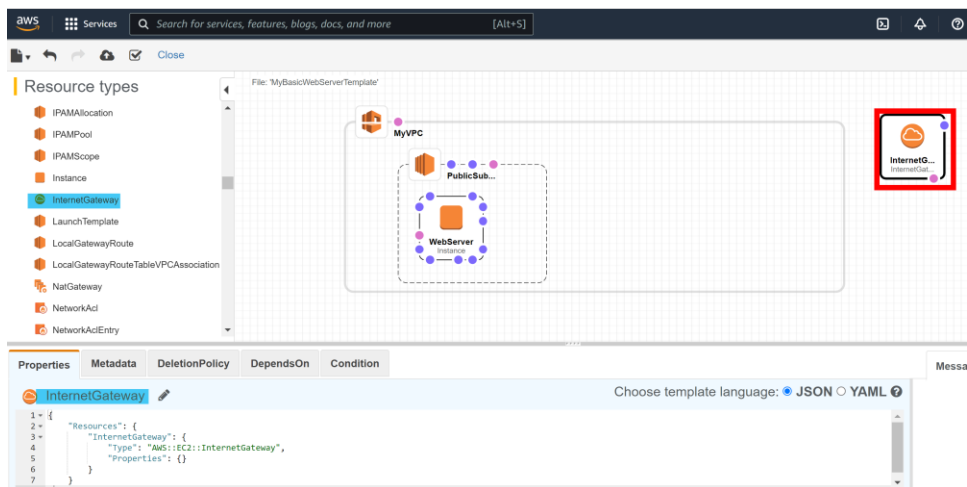 aws
Services
Search for services, features, blogs, docs, and more
[Alt+S]
Close
Resource types
File: 'MyBasicWebServerTemplate'
IPAMAllocation
IPAMPool
IPAMScope
Instance
InternetGateway
LaunchTemplate
LocalGatewayRoute
LocalGatewayRouteTableVPCAssociation
NatGateway
NetworkAcl
NetworkAclEntry
MyVPC
PublicSub...
WebServer
Instance
InternetG...
InternetGat...
Properties
Metadata
DeletionPolicy
DependsOn
Condition
Messa
InternetGateway
Choose template language: JSON YAML
1 {
2 "Resources": {
3 "InternetGateway": {
4 "Type": "AWS::EC2::InternetGateway",
5 "Properties": {}
6 }
7 }